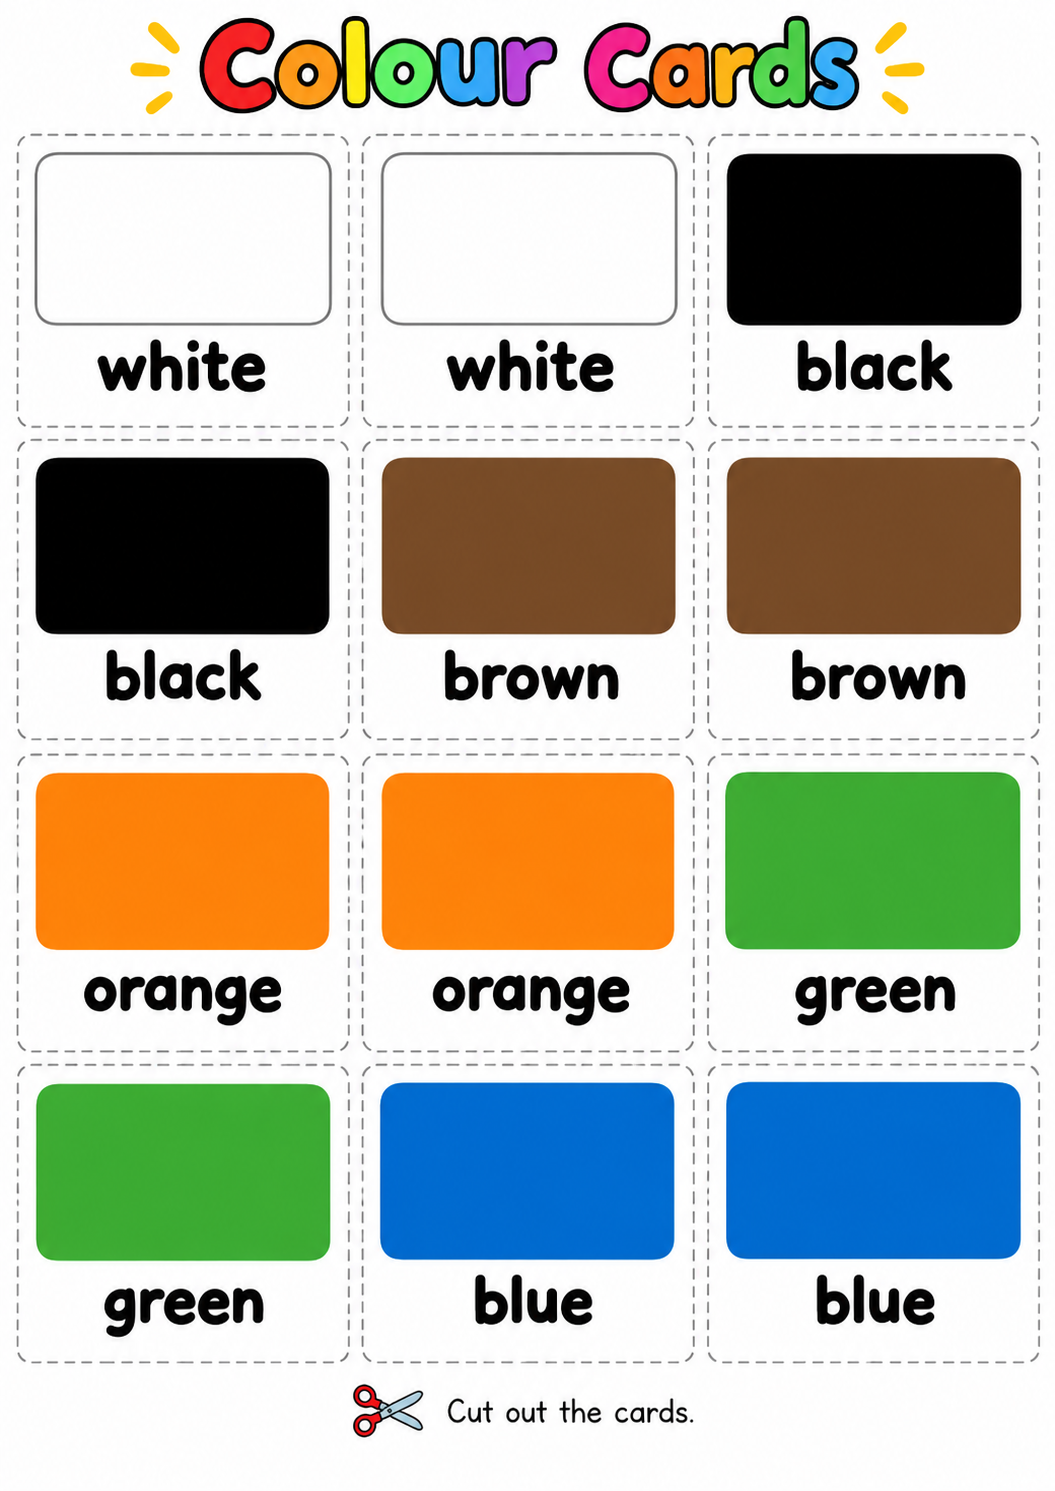 Colour Cards
white white black
black brown brown
orange orange green
green blue blue
Cut out the cards.